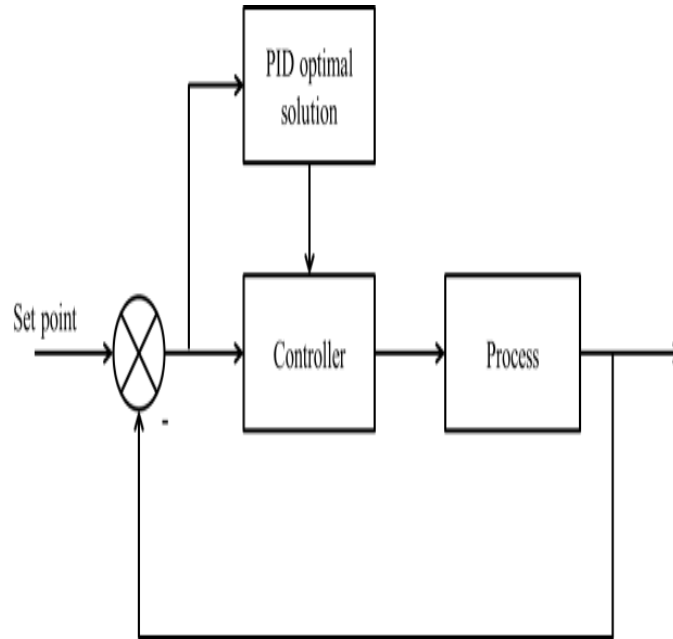 PID optimal
solution
Set point
Controller
Process
-